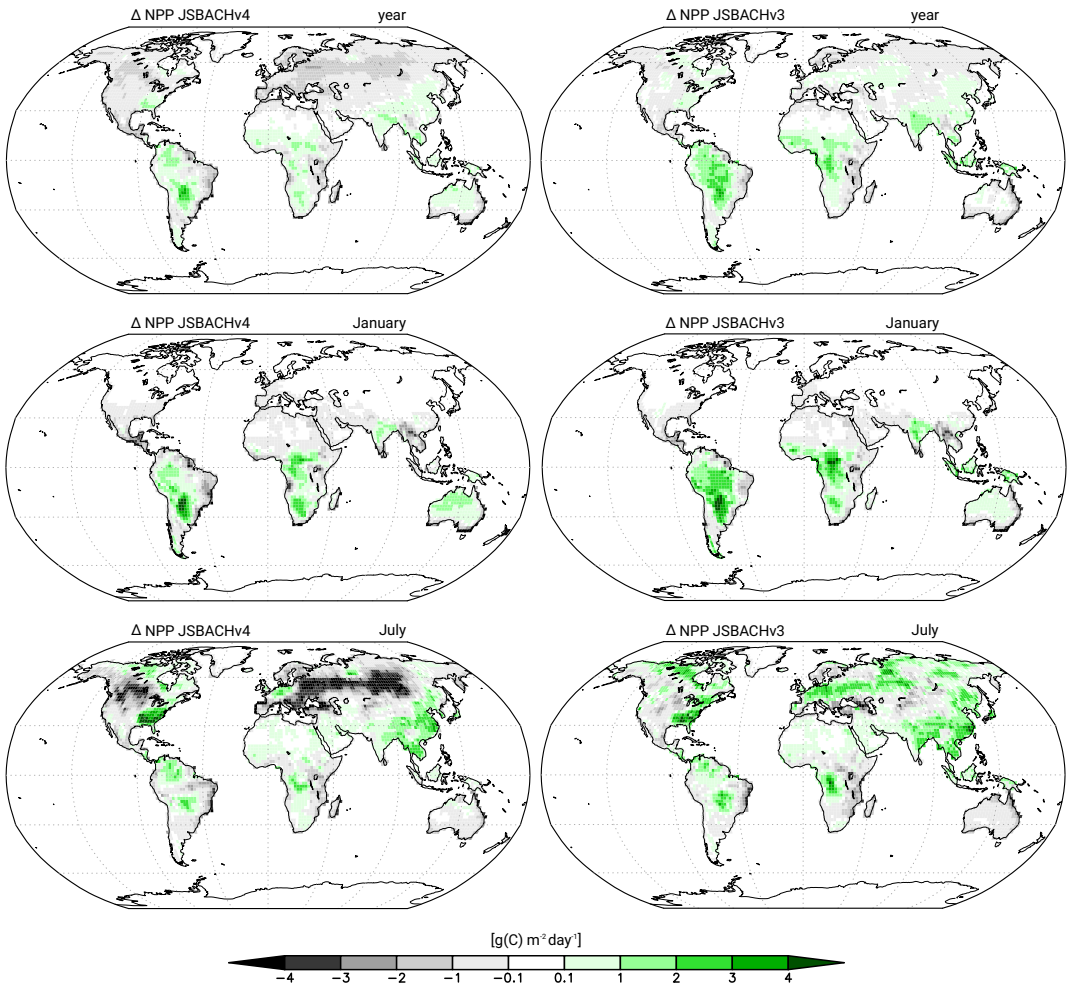 Δ NPP JSBACHv4 year
Δ NPP JSBACHv3 year
Δ NPP JSBACHv4 January
Δ NPP JSBACHv3 January
Δ NPP JSBACHv4 July
Δ NPP JSBACHv3 July
[g(C) m⁻² day⁻¹]
−4 −3 −2 −1 −0.1 0.1 1 2 3 4